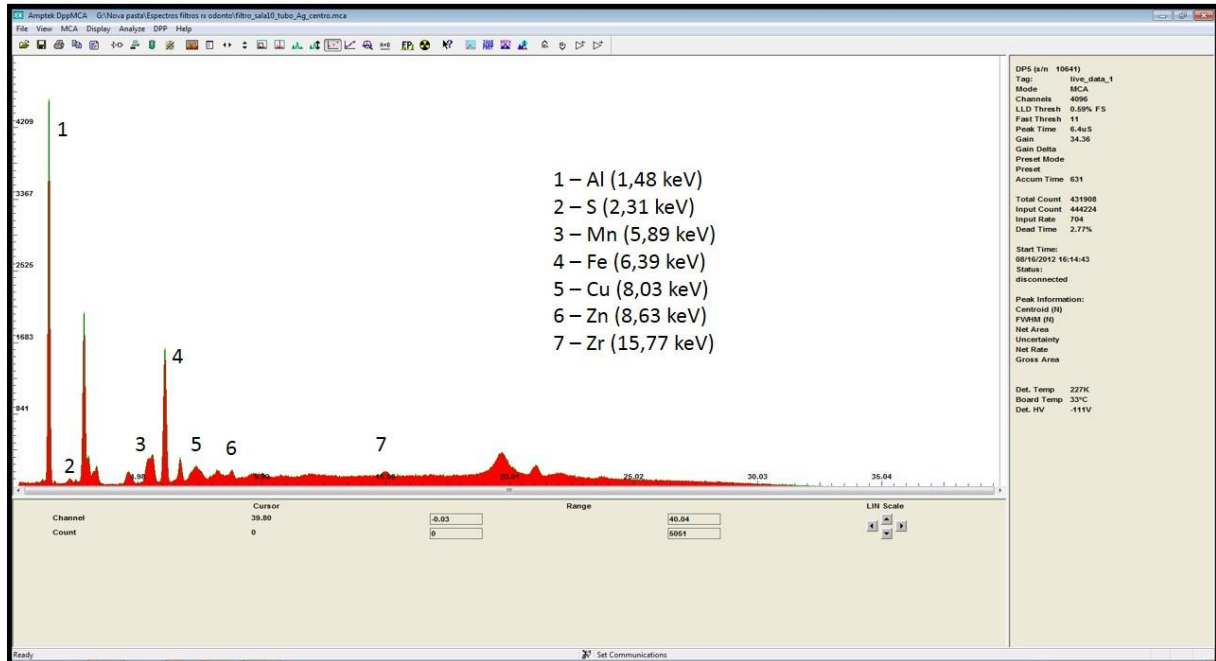 Amptek DppMCA G:\Nova pasta\Espectros filtros rx odonto\filtro_sala10_tubo_Ag_centro.mca
File View MCA Display Analyze DPP Help
4209
3367
2525
1683
841
1
2
3
4
5
6
7
1 – Al (1,48 keV)
2 – S (2,31 keV)
3 – Mn (5,89 keV)
4 – Fe (6,39 keV)
5 – Cu (8,03 keV)
6 – Zn (8,63 keV)
7 – Zr (15,77 keV)
4.98
20.01
25.02
30.03
35.04
DP5 (s/n 10641)
Tag: live_data_1
Mode MCA
Channels 4096
LLD Thresh 0.59% FS
Fast Thresh 11
Peak Time 6.4uS
Gain 34.36
Gain Delta
Preset Mode
Preset
Accum Time 631
Total Count 431908
Input Count 444224
Input Rate 704
Dead Time 2.77%
Start Time:
08/16/2012 16:14:43
Status:
disconnected
Peak Information:
Centroid (N)
FWHM (N)
Net Area
Uncertainty
Net Rate
Gross Area
Det. Temp 227K
Board Temp 33°C
Det. HV -111V
Cursor Range LIN Scale
Channel 39.80 -0.03 40.04
Count 0 0 5051
Ready Set Communications